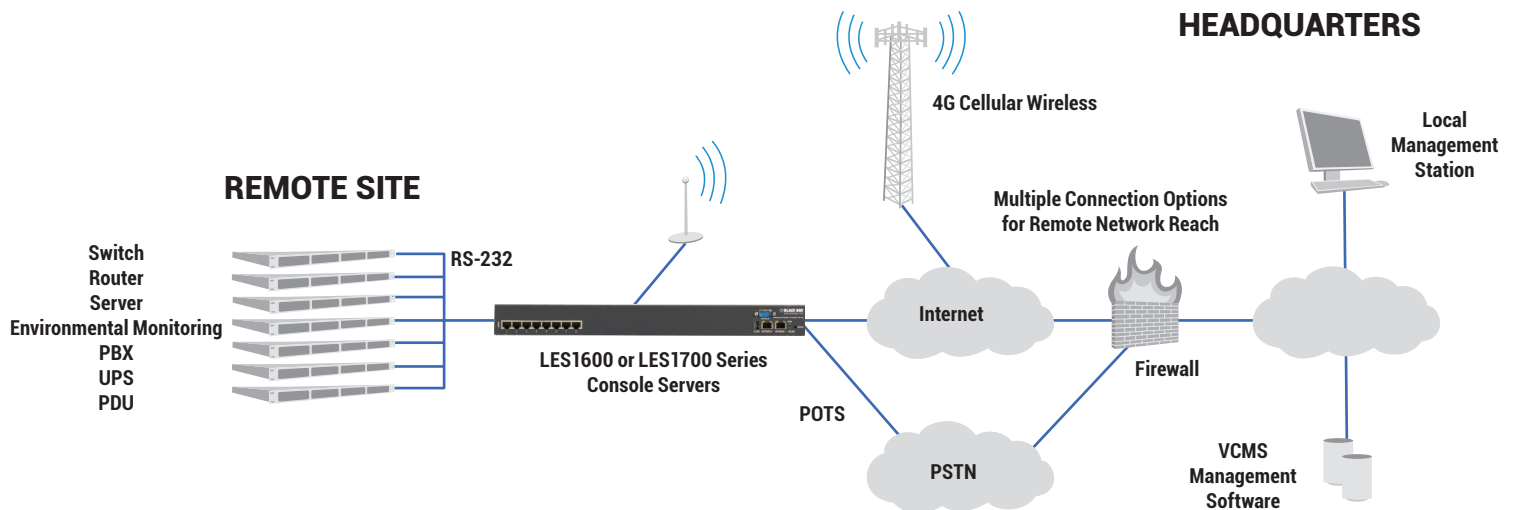 HEADQUARTERS
4G Cellular Wireless
Local
Management
Station
REMOTE SITE
Multiple Connection Options
for Remote Network Reach
Switch
Router
Server
Environmental Monitoring
PBX
UPS
PDU
RS-232
BLACK BOX
LES1600 or LES1700 Series
Console Servers
Internet
Firewall
POTS
PSTN
VCMS
Management
Software